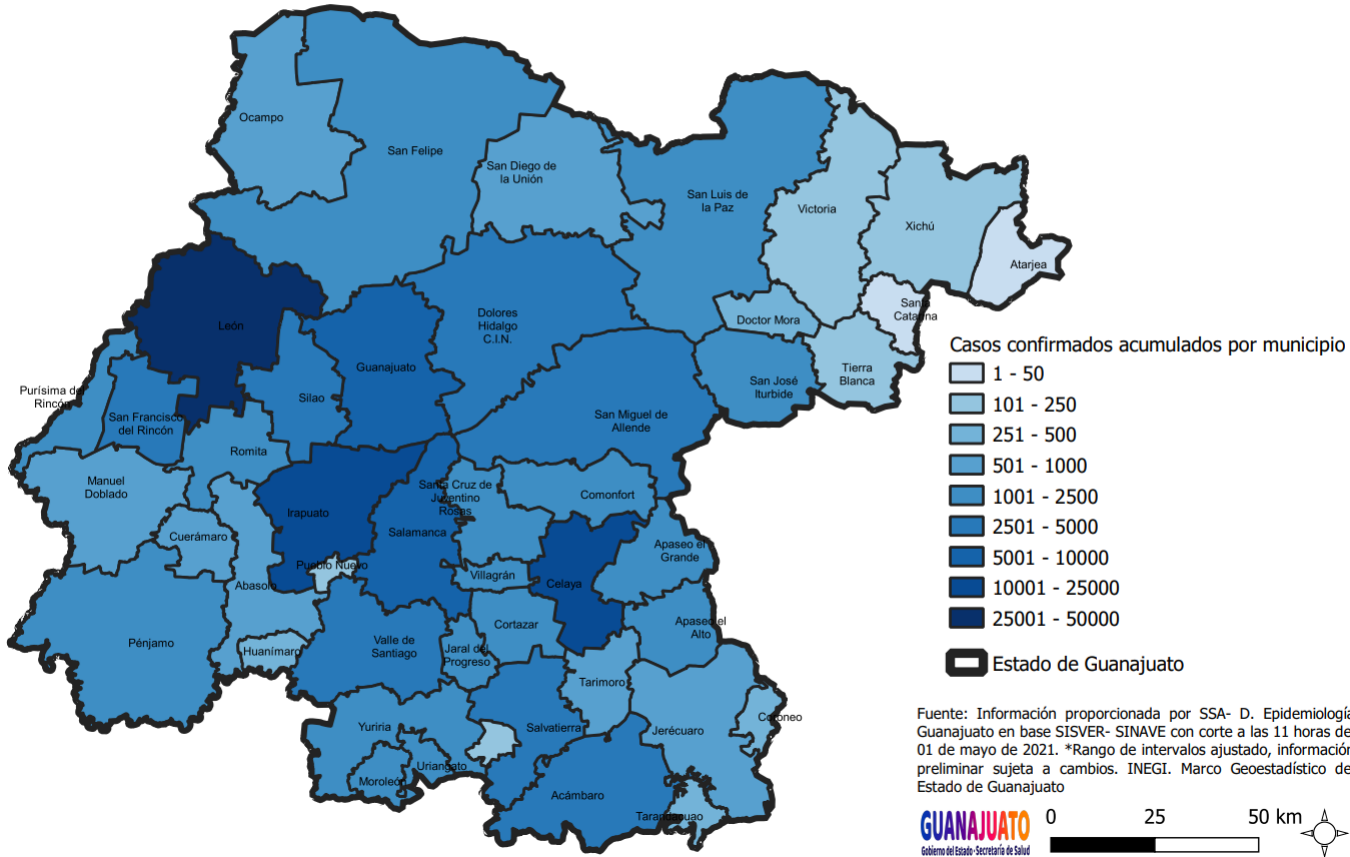 Ocampo
San Felipe
San Diego de
la Unión
San Luis de
la Paz
Victoria
Xichú
Atarjea
León
Dolores
Hidalgo
C.I.N.
Doctor Mora
Santa
Catarina
Guanajuato
Tierra
Blanca
Purísima del
Rincón
San Francisco
del Rincón
Silao
San José
Iturbide
San Miguel de
Allende
Romita
Manuel
Doblado
Irapuato
Santa Cruz de
Juventino
Rosas
Comonfort
Cuerámaro
Salamanca
Apaseo el
Grande
Pueblo Nuevo
Villagrán
Celaya
Abasolo
Pénjamo
Huanímaro
Valle de
Santiago
Jaral del
Progreso
Cortazar
Apaseo el
Alto
Tarimoro
Jerécuaro
Coroneo
Yuriria
Salvatierra
Uriangato
Moroleón
Acámbaro
Tarandacuao
Casos confirmados acumulados por municipio
1 - 50
101 - 250
251 - 500
501 - 1000
1001 - 2500
2501 - 5000
5001 - 10000
10001 - 25000
25001 - 50000
Estado de Guanajuato
Fuente: Información proporcionada por SSA- D. Epidemiología
Guanajuato en base SISVER- SINAVE con corte a las 11 horas de
01 de mayo de 2021. *Rango de intervalos ajustado, información
preliminar sujeta a cambios. INEGI. Marco Geoestadístico de
Estado de Guanajuato
GUANAJUATO
Gobierno del Estado · Secretaría de Salud
0 25 50 km